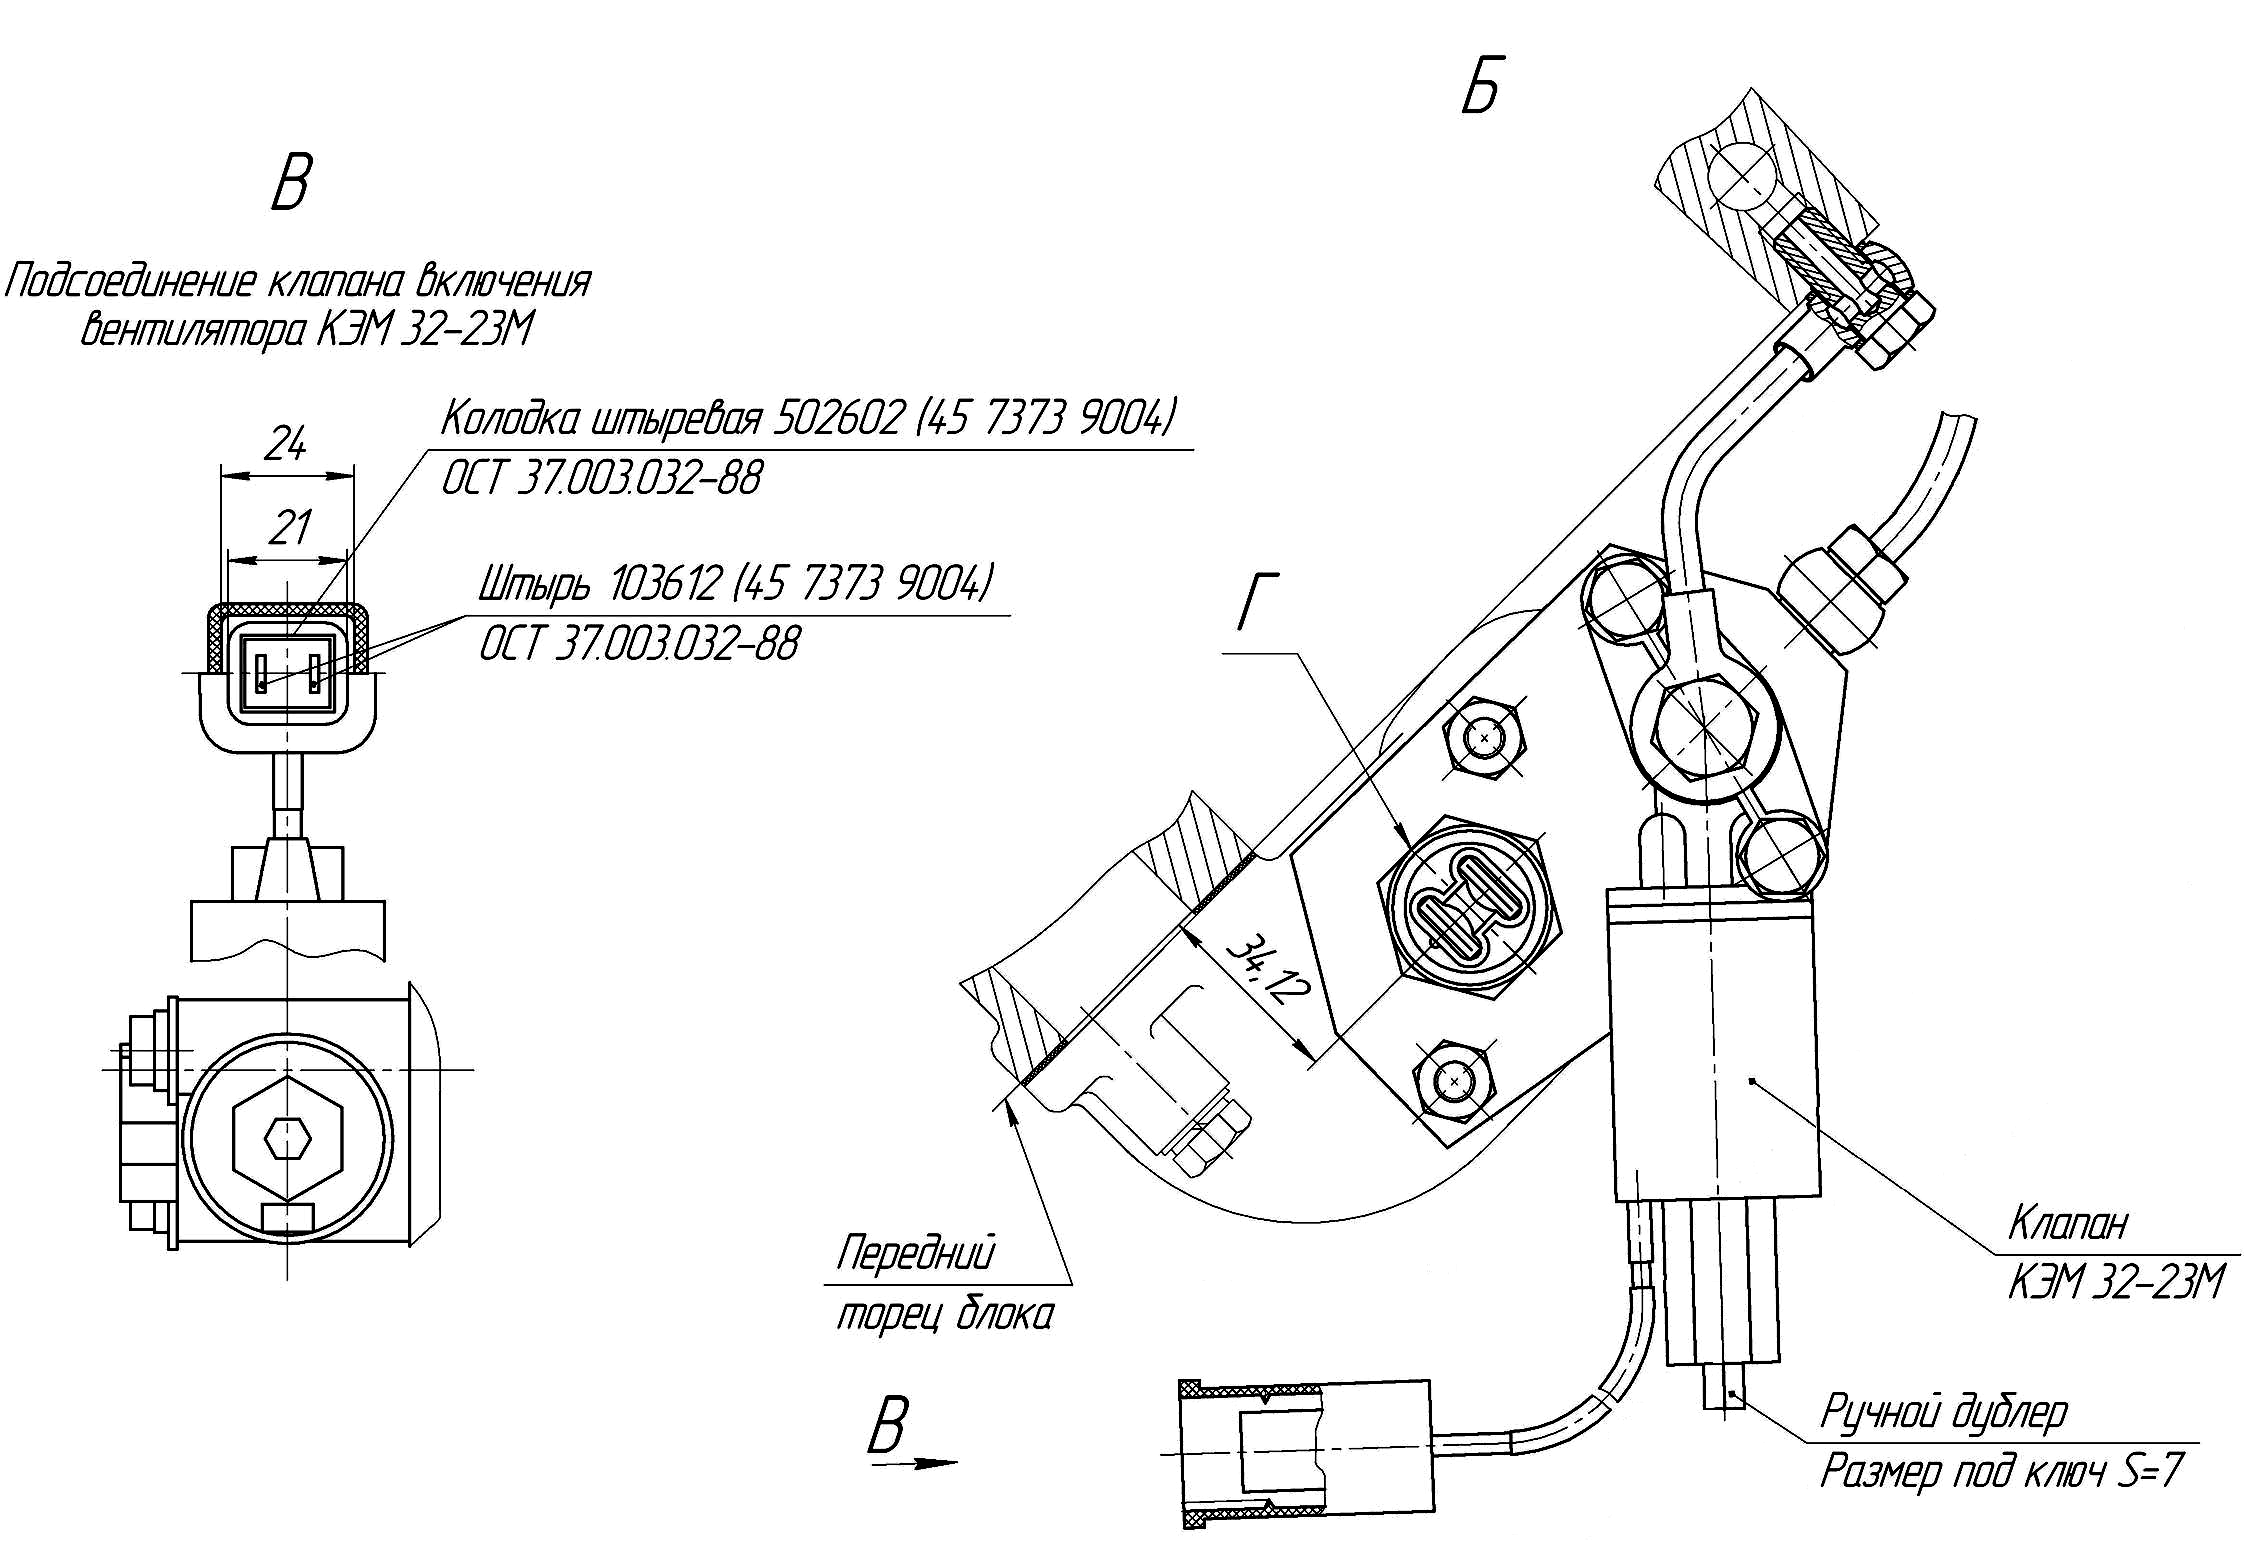 В
Подсоединение клапана включения
вентилятора КЭМ 32-23М
24
21
Колодка штыревая 502602 (45 7373 9004)
ОСТ 37.003.032-88
Штырь 103612 (45 7373 9004)
ОСТ 37.003.032-88
Б
Г
34,12
Передний
торец блока
В
Клапан
КЭМ 32-23М
Ручной дублер
Размер под ключ S=7